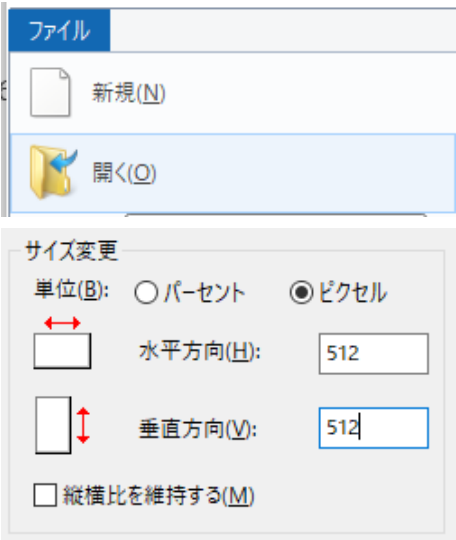 ファイル
新規(N)
開く(O)
サイズ変更
単位(B): パーセント ピクセル
水平方向(H): 512
垂直方向(V): 512
縦横比を維持する(M)